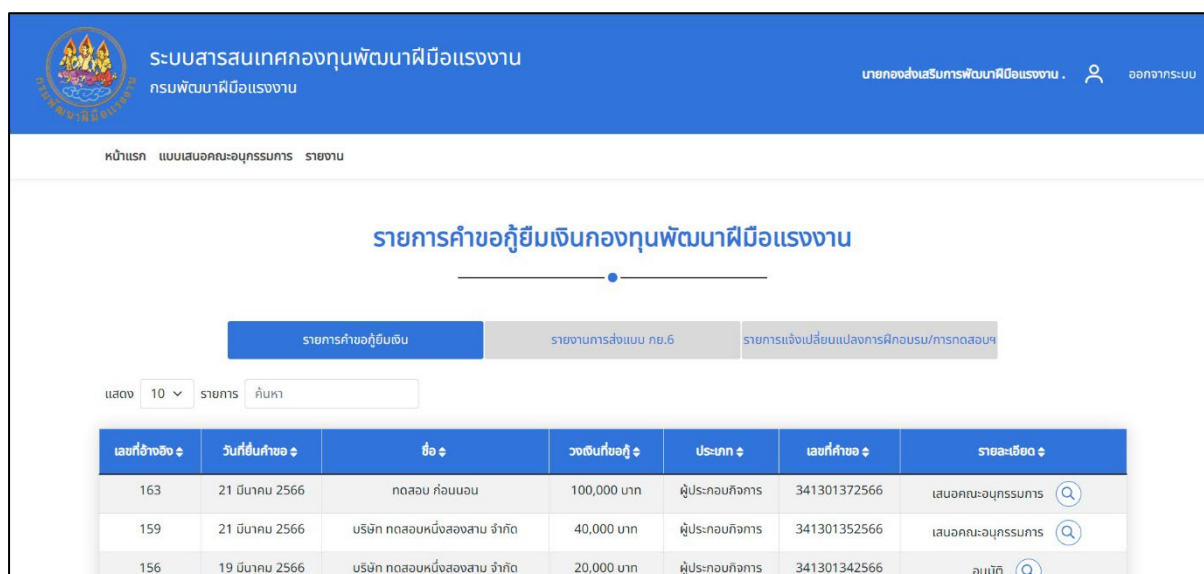 ระบบสารสนเทศกองทุนพัฒนาฝีมือแรงงาน
กรมพัฒนาฝีมือแรงงาน
กรมพัฒนาฝีมือแรงงาน
นายกองส่งเสริมการพัฒนาฝีมือแรงงาน .
ออกจากระบบ
หน้าแรก แบบเสนอคณะอนุกรรมการ รายงาน
รายการคำขอกู้ยืมเงินกองทุนพัฒนาฝีมือแรงงาน
รายการคำขอกู้ยืมเงิน รายงานการส่งแบบ กย.6 รายการแจ้งเปลี่ยนแปลงการฝึกอบรม/การทดสอบฯ
แสดง 10 รายการ ค้นหา
เลขที่อ้างอิง วันที่ยื่นคำขอ ชื่อ วงเงินที่ขอกู้ ประเภท เลขที่คำขอ รายละเอียด
163 21 มีนาคม 2566 ทดสอบ ก่อนนอน 100,000 บาท ผู้ประกอบกิจการ 341301372566 เสนอคณะอนุกรรมการ
159 21 มีนาคม 2566 บริษัท ทดสอบหนึ่งสองสาม จำกัด 40,000 บาท ผู้ประกอบกิจการ 341301352566 เสนอคณะอนุกรรมการ
156 19 มีนาคม 2566 บริษัท ทดสอบหนึ่งสองสาม จำกัด 20,000 บาท ผู้ประกอบกิจการ 341301342566 อนุมัติ